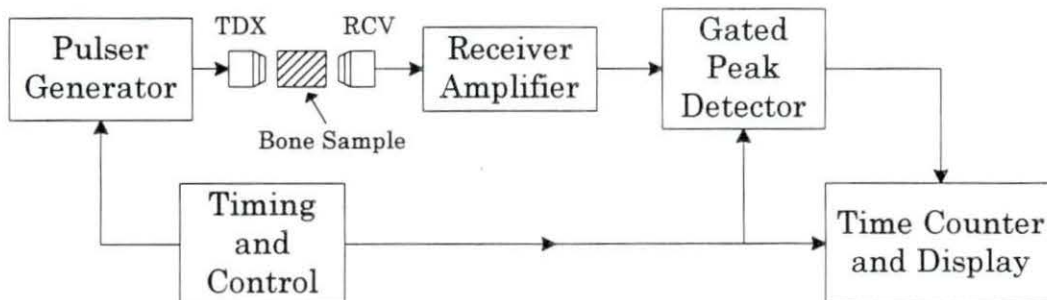 Pulser
Generator
TDX
RCV
Bone Sample
Receiver
Amplifier
Gated
Peak
Detector
Timing
and
Control
Time Counter
and Display